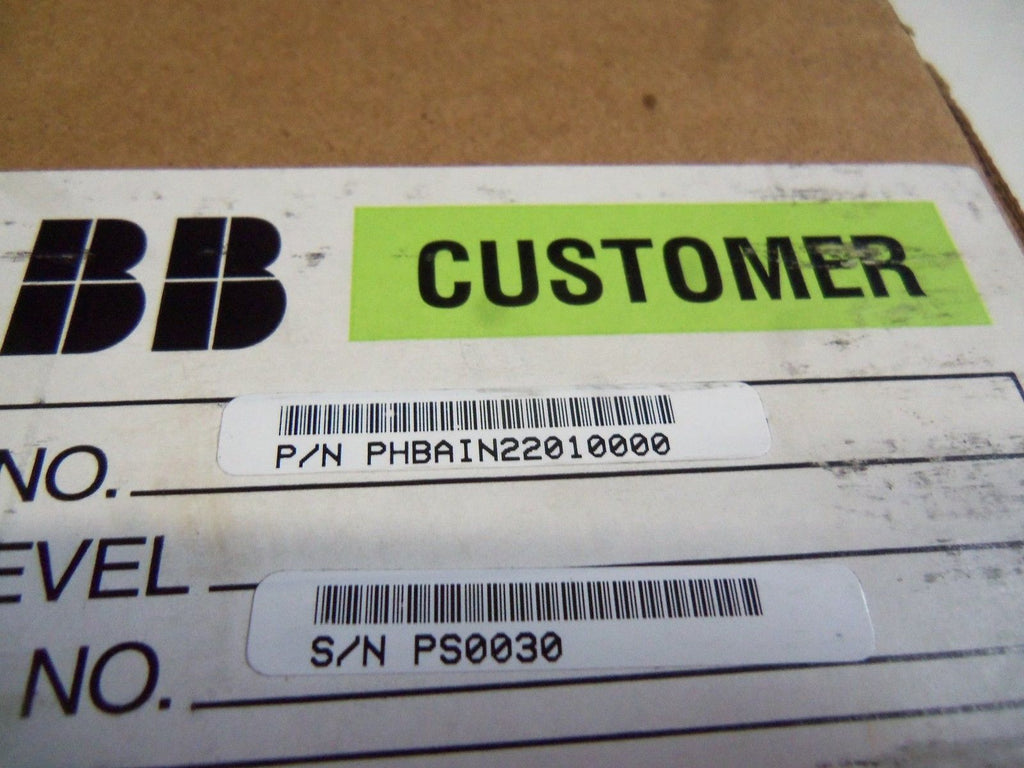 BB CUSTOMER
NO. P/N PHBAIN22010000
EVEL
NO. S/N PS0030